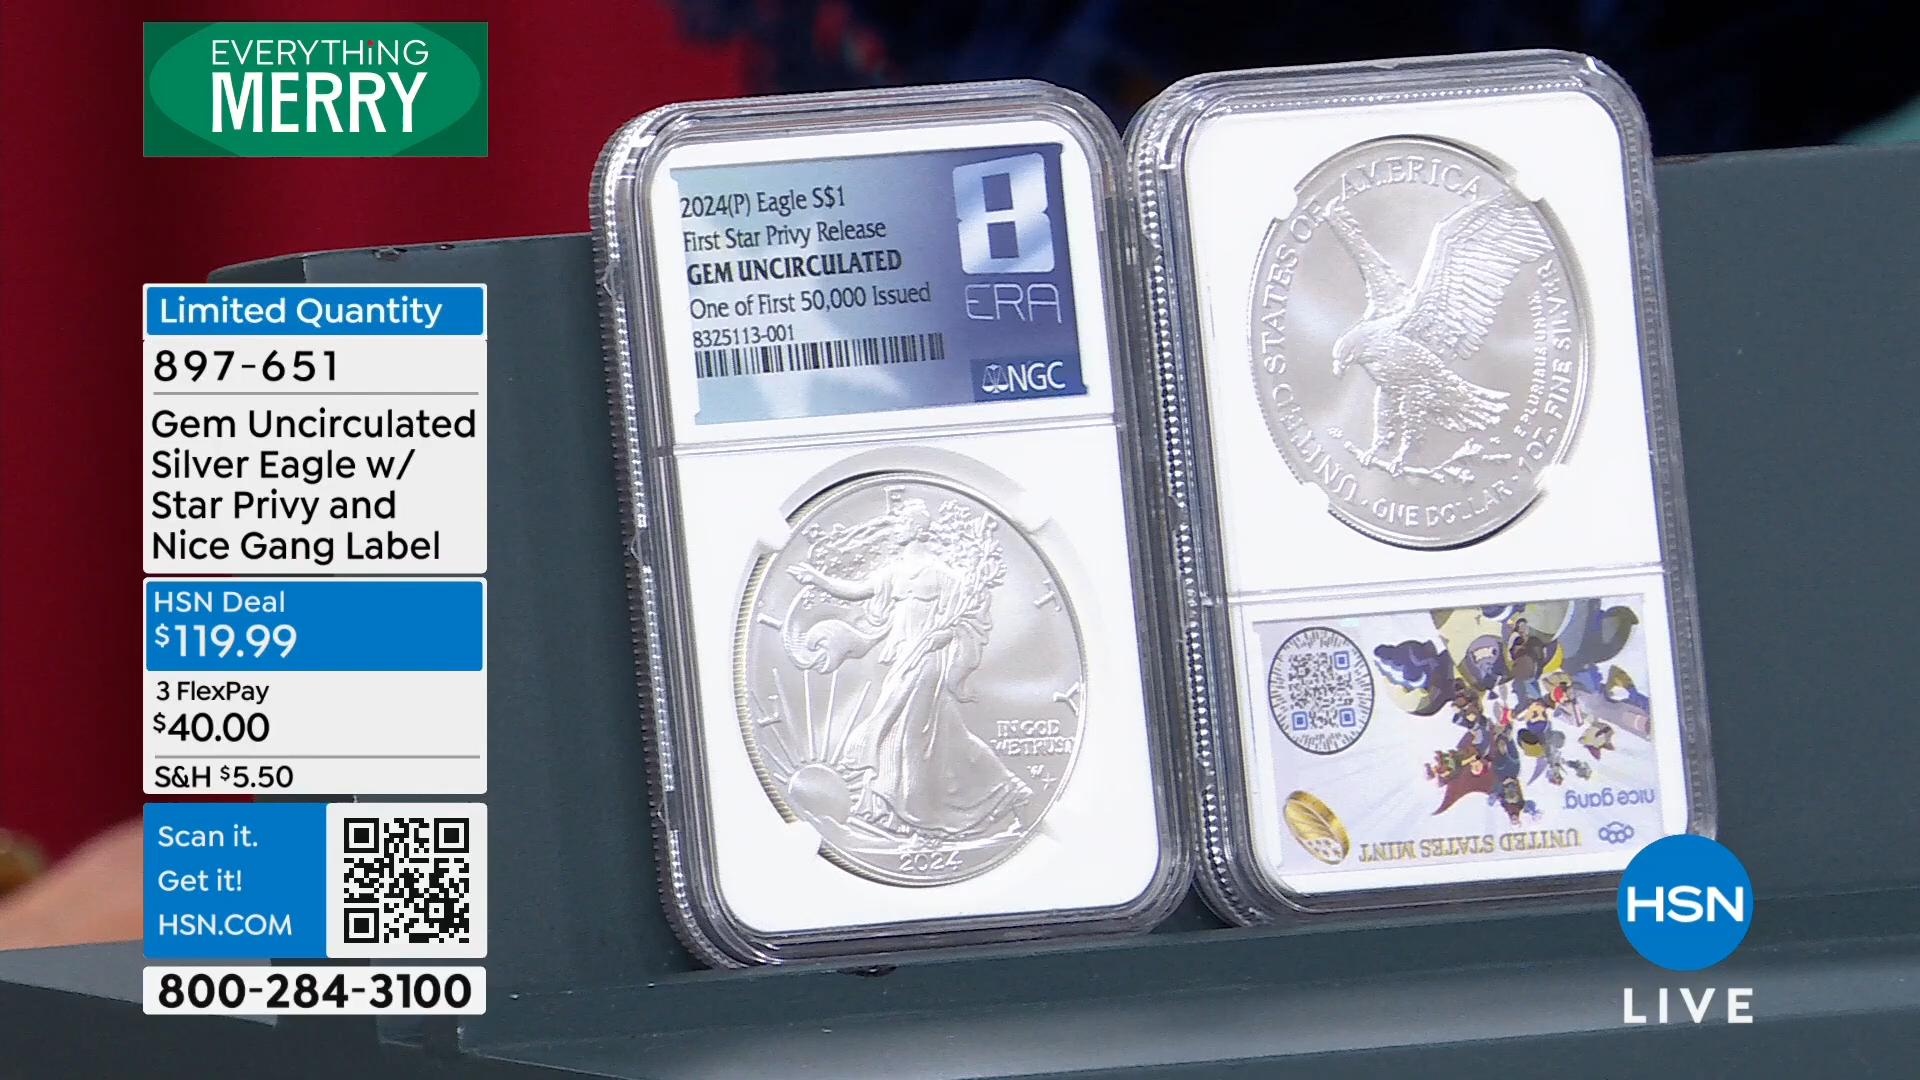 EVERYTHiNG
MERRY
Limited Quantity
897-651
Gem Uncirculated
Silver Eagle w/
Star Privy and
Nice Gang Label
HSN Deal
$119.99
3 FlexPay
$40.00
S&H $5.50
Scan it.
Get it!
HSN.COM
800-284-3100
2024(P) Eagle S$1
First Star Privy Release
GEM UNCIRCULATED
One of First 50,000 Issued
8325113-001
8
ERA
NGC
LIBERTY
IN GOD
WE TRUST
2024
UNITED STATES OF AMERICA
E PLURIBUS UNUM
1 OZ. FINE SILVER · ONE DOLLAR
nice gang
UNITED STATES MINT
HSN
LIVE